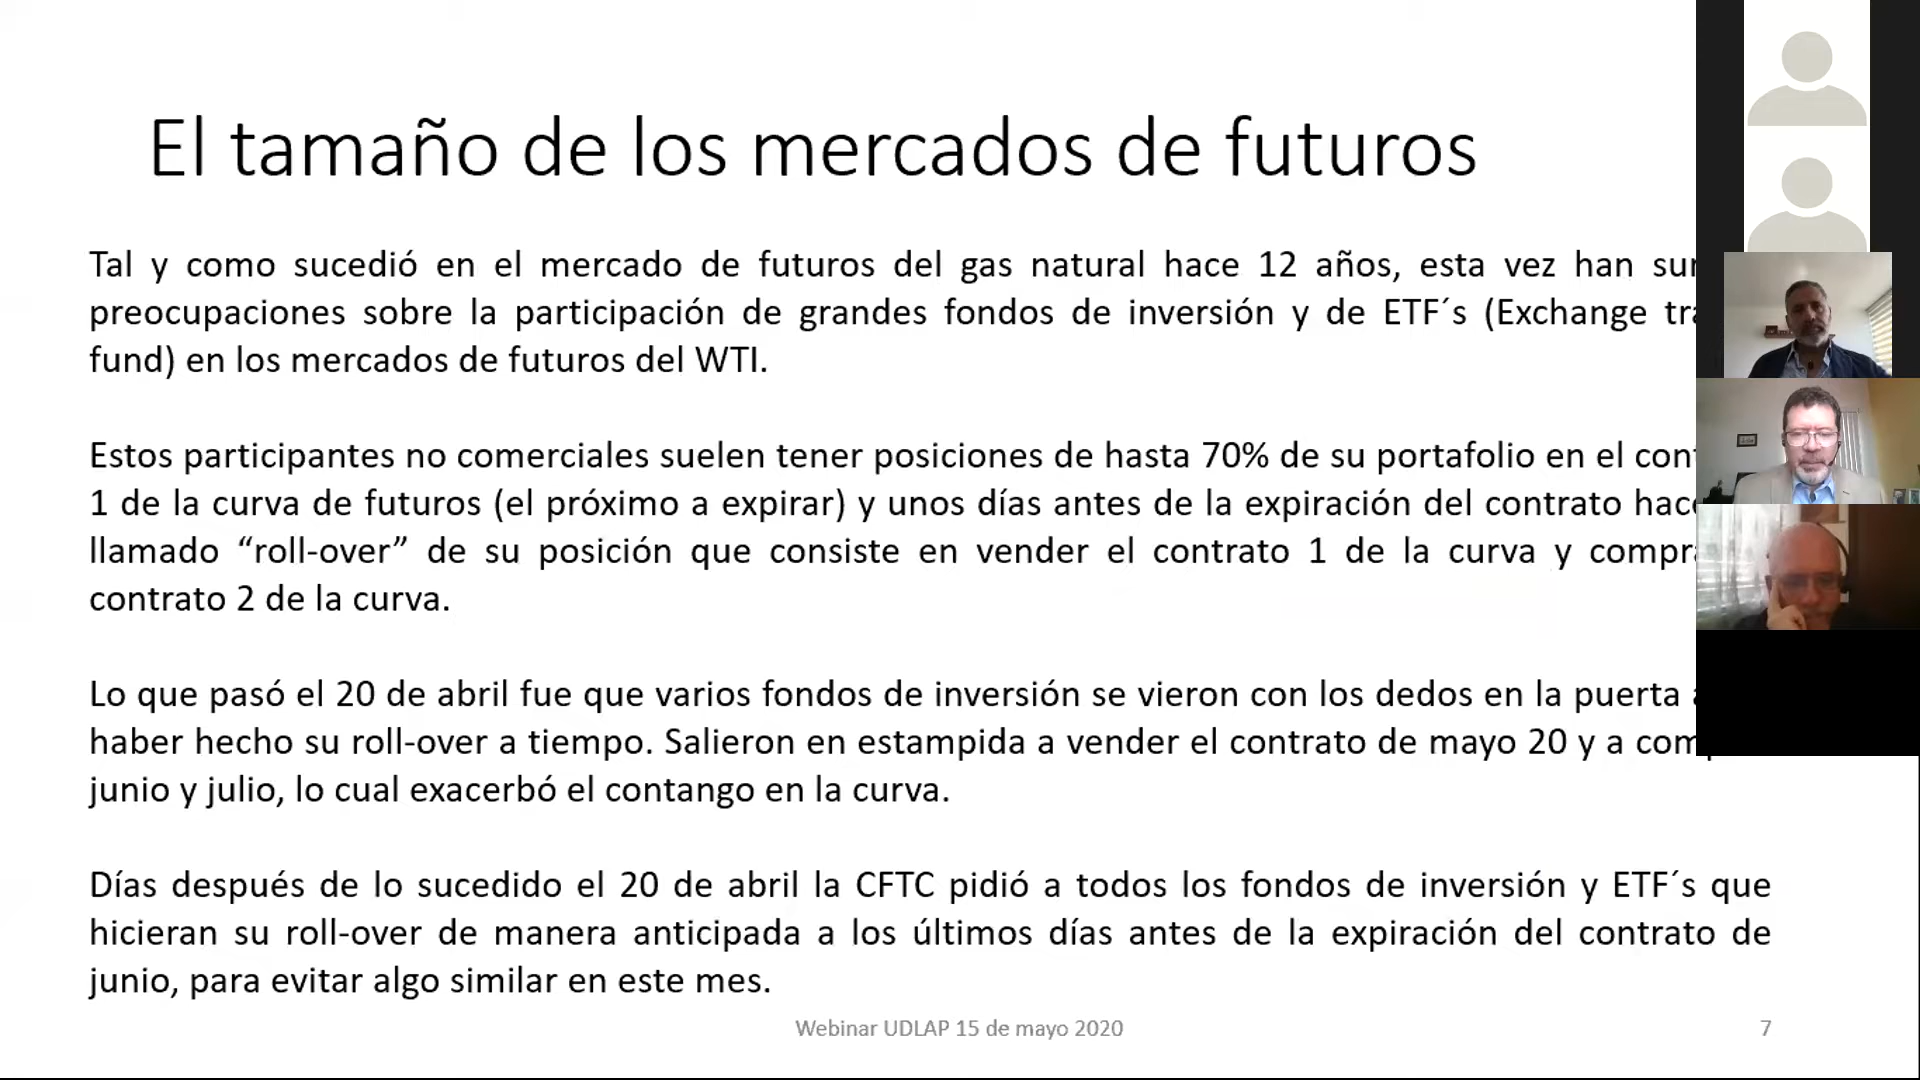 El tamaño de los mercados de futuros
Tal y como sucedió en el mercado de futuros del gas natural hace 12 años, esta vez han
preocupaciones sobre la participación de grandes fondos de inversión y de ETF´s (Exchange
fund) en los mercados de futuros del WTI.
Estos participantes no comerciales suelen tener posiciones de hasta 70% de su portafolio en el
1 de la curva de futuros (el próximo a expirar) y unos días antes de la expiración del contrato
llamado “roll-over” de su posición que consiste en vender el contrato 1 de la curva y
contrato 2 de la curva.
Lo que pasó el 20 de abril fue que varios fondos de inversión se vieron con los dedos en la puerta
haber hecho su roll-over a tiempo. Salieron en estampida a vender el contrato de mayo 20 y a
junio y julio, lo cual exacerbó el contango en la curva.
Días después de lo sucedido el 20 de abril la CFTC pidió a todos los fondos de inversión y ETF´s que
hicieran su roll-over de manera anticipada a los últimos días antes de la expiración del contrato de
junio, para evitar algo similar en este mes.
Webinar UDLAP 15 de mayo 2020
7